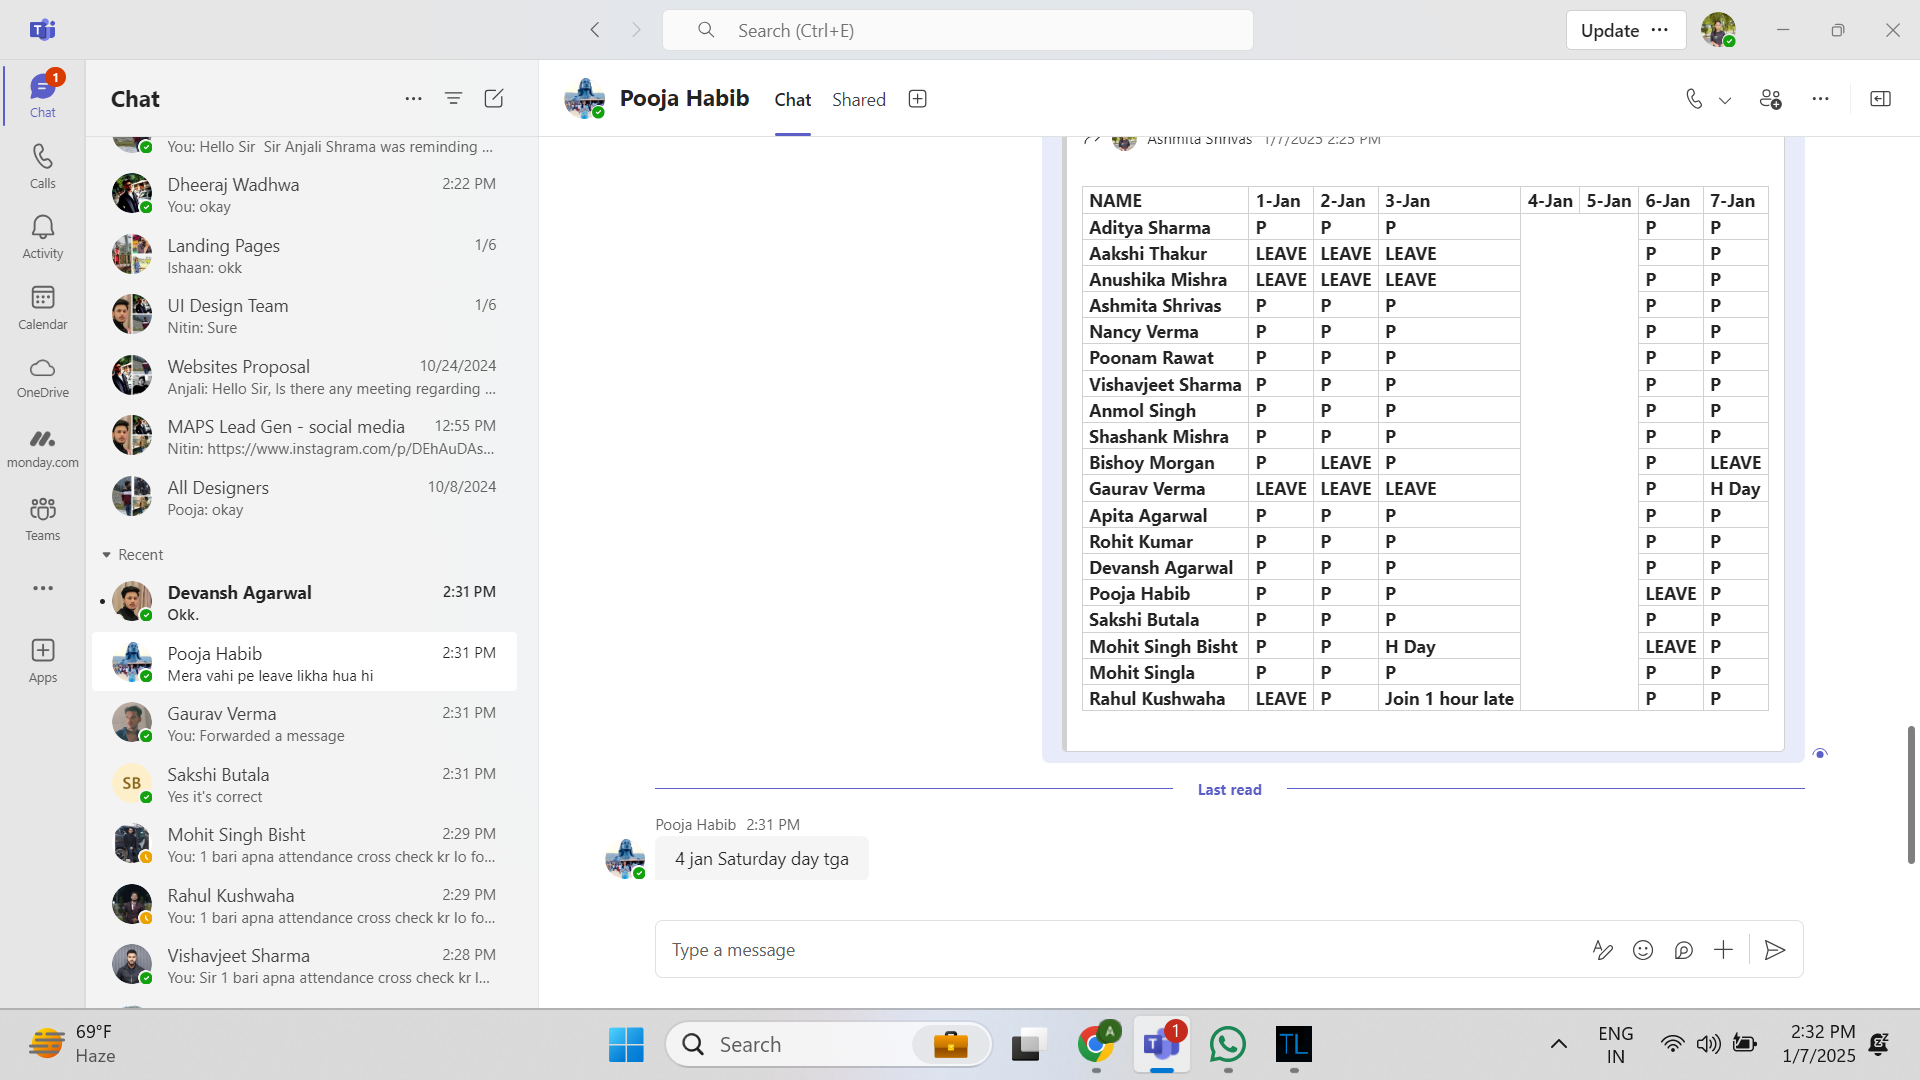 Search (Ctrl+E)
Update
1
Chat
Calls
Activity
Calendar
OneDrive
monday.com
Teams
Apps
Chat
You: Hello Sir  Sir Anjali Shrama was reminding ...
Dheeraj Wadhwa 2:22 PM
You: okay
Landing Pages 1/6
Ishaan: okk
UI Design Team 1/6
Nitin: Sure
Websites Proposal 10/24/2024
Anjali: Hello Sir, Is there any meeting regarding ...
MAPS Lead Gen - social media 12:55 PM
Nitin: https://www.instagram.com/p/DEhAuDAs...
All Designers 10/8/2024
Pooja: okay
Recent
Devansh Agarwal 2:31 PM
Okk.
Pooja Habib 2:31 PM
Mera vahi pe leave likha hua hi
Gaurav Verma 2:31 PM
You: Forwarded a message
SB
Sakshi Butala 2:31 PM
Yes it's correct
Mohit Singh Bisht 2:29 PM
You: 1 bari apna attendance cross check kr lo fo...
Rahul Kushwaha 2:29 PM
You: 1 bari apna attendance cross check kr lo fo...
Vishavjeet Sharma 2:28 PM
You: Sir 1 bari apna attendance cross check kr l...
Pooja Habib Chat Shared
Ashmita Shrivas 1/7/2025 2:25 PM
NAME 1-Jan 2-Jan 3-Jan 4-Jan 5-Jan 6-Jan 7-Jan
Aditya Sharma P P P P P
Aakshi Thakur LEAVE LEAVE LEAVE P P
Anushika Mishra LEAVE LEAVE LEAVE P P
Ashmita Shrivas P P P P P
Nancy Verma P P P P P
Poonam Rawat P P P P P
Vishavjeet Sharma P P P P P
Anmol Singh P P P P P
Shashank Mishra P P P P P
Bishoy Morgan P LEAVE P P LEAVE
Gaurav Verma LEAVE LEAVE LEAVE P H Day
Apita Agarwal P P P P P
Rohit Kumar P P P P P
Devansh Agarwal P P P P P
Pooja Habib P P P LEAVE P
Sakshi Butala P P P P P
Mohit Singh Bisht P P H Day LEAVE P
Mohit Singla P P P P P
Rahul Kushwaha LEAVE P Join 1 hour late P P
Last read
Pooja Habib 2:31 PM
4 jan Saturday day tga
Type a message
69°F
Haze
Search
A
1
TL
ENG
IN
2:32 PM
1/7/2025